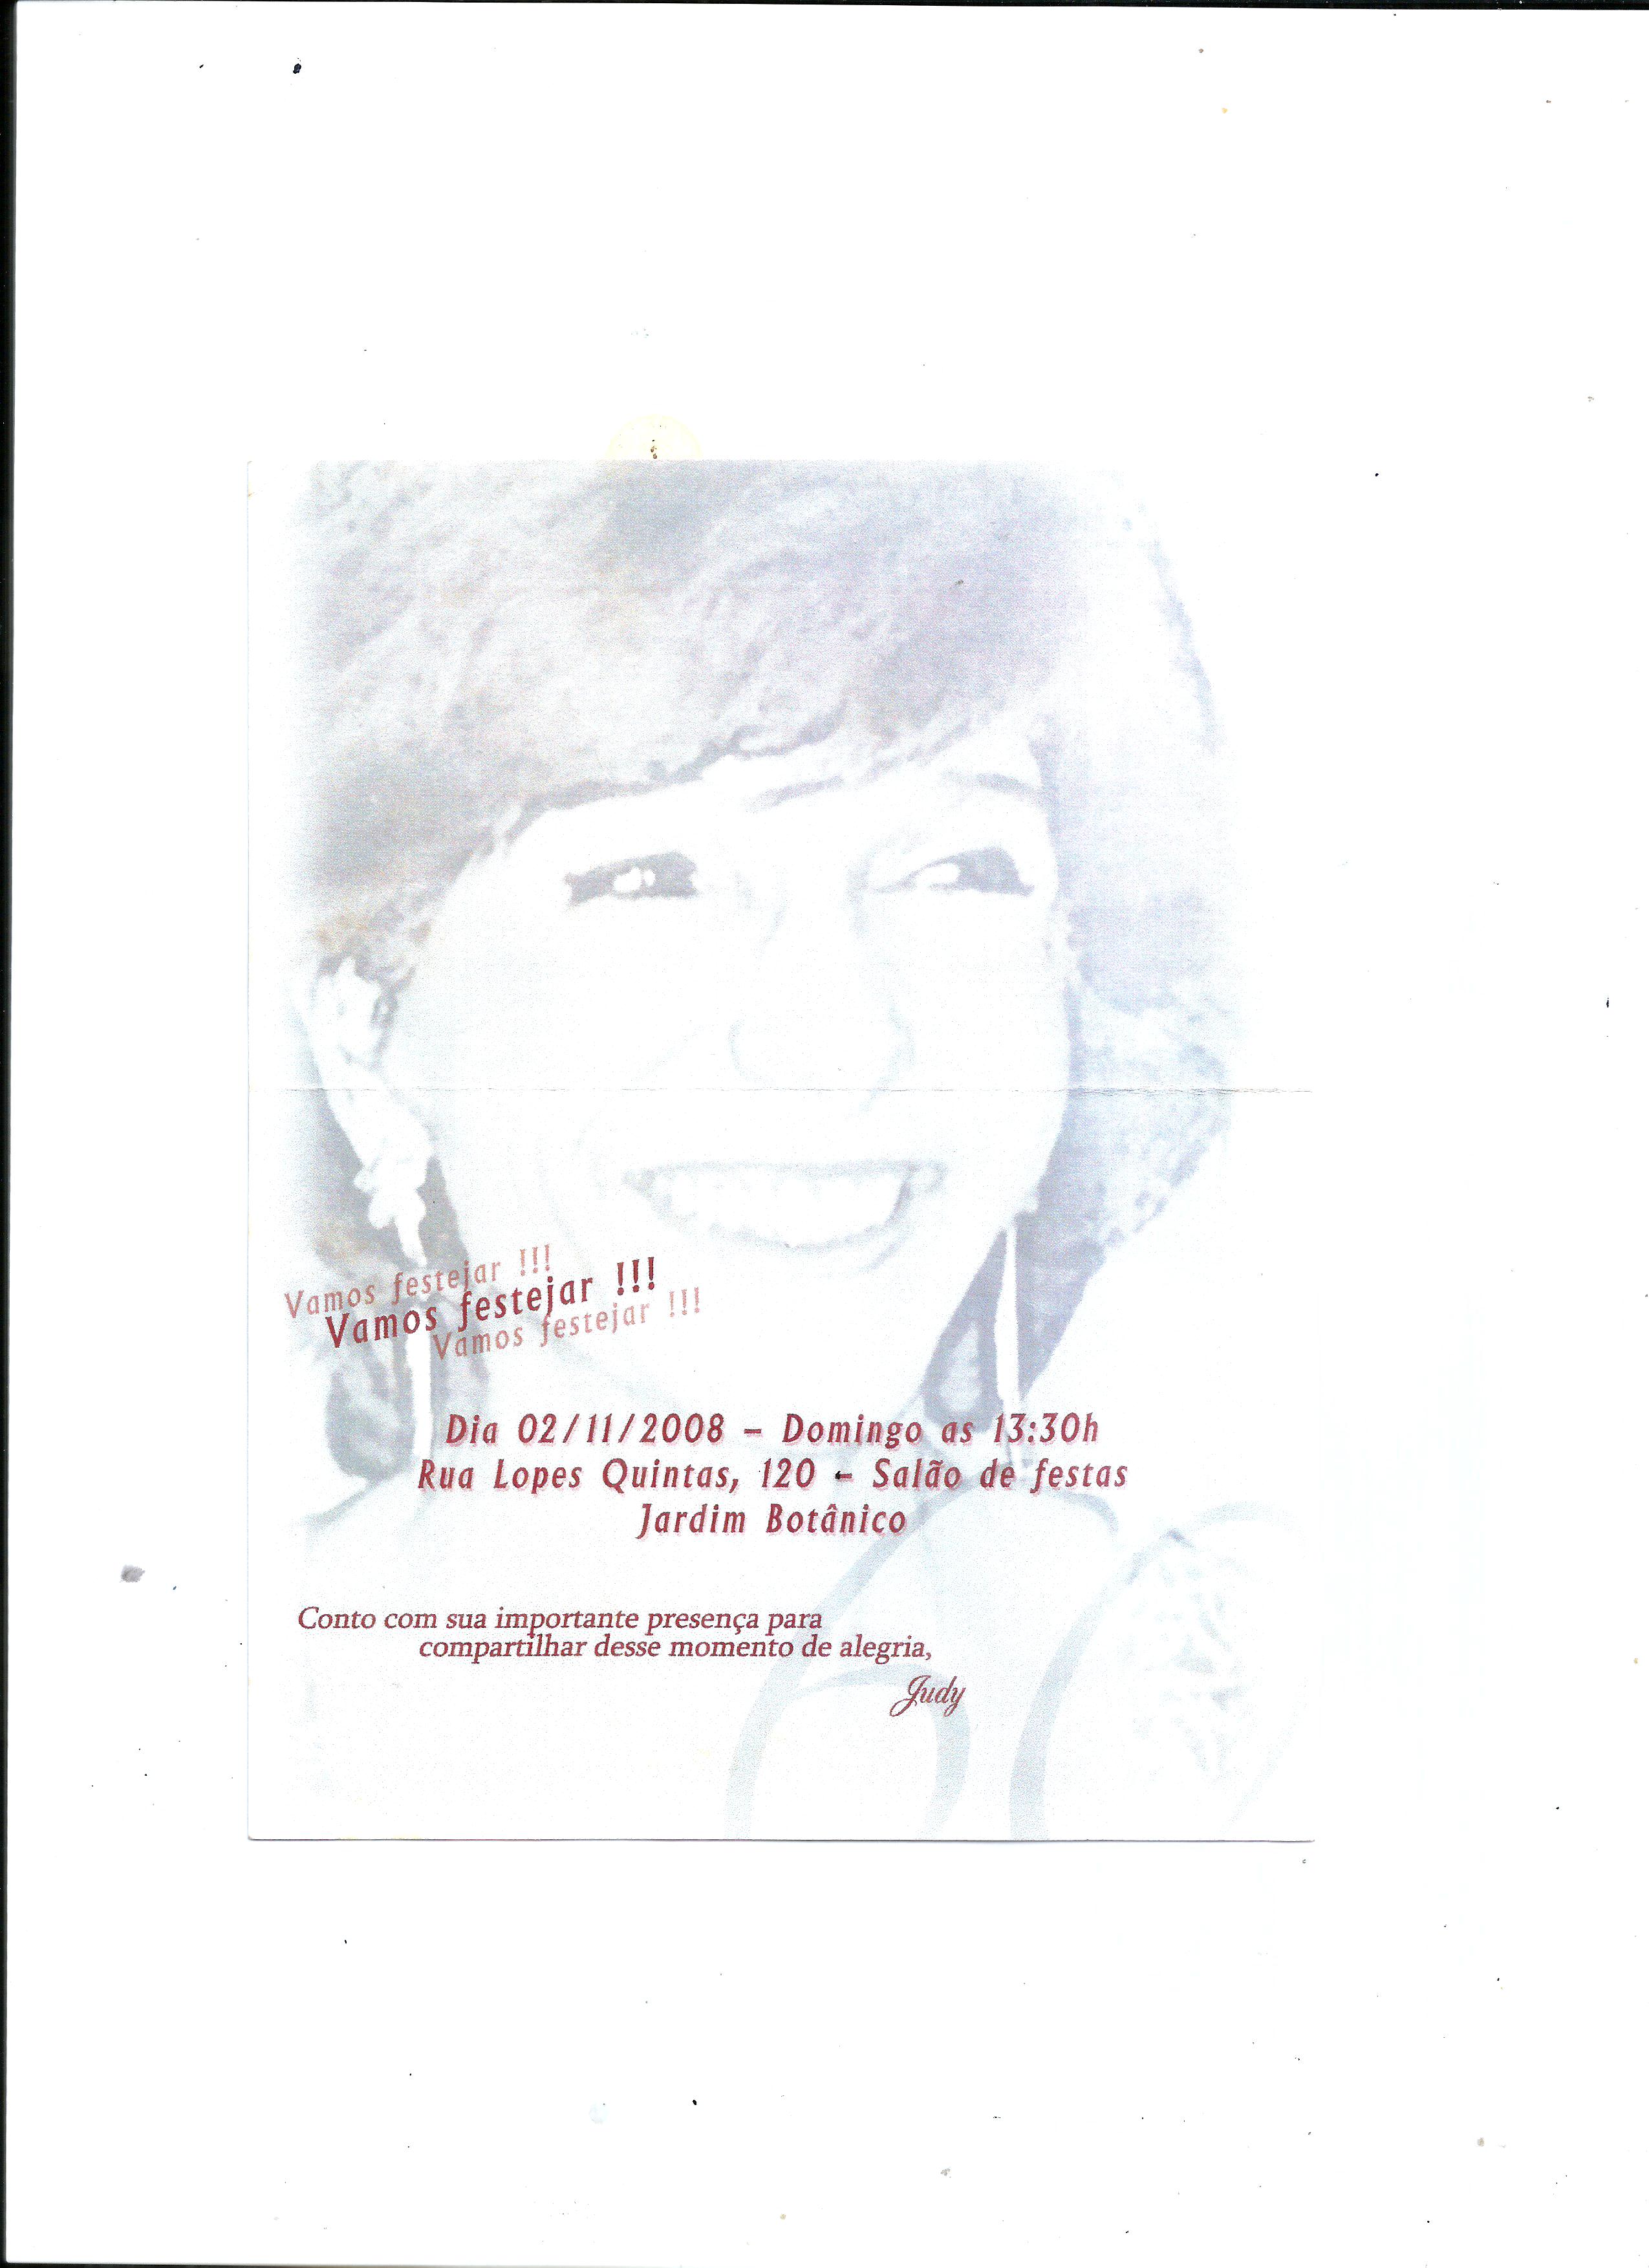 Vamos festejar !!!
Vamos festejar !!!
Vamos festejar !!!
Dia 02/11/2008 – Domingo as 13:30h
Rua Lopes Quintas, 120 – Salão de festas
Jardim Botânico
Conto com sua importante presença para
compartilhar desse momento de alegria,
Judy